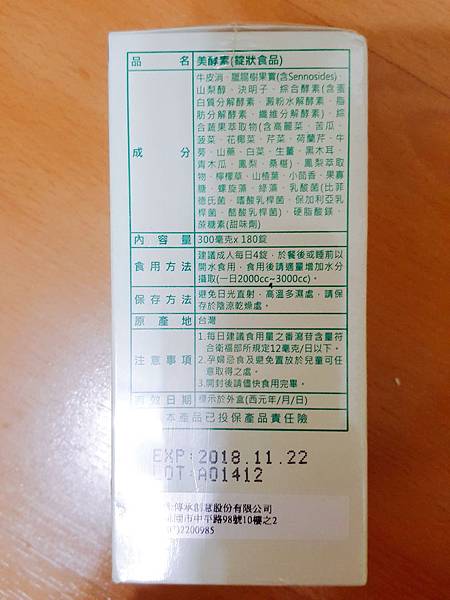 品名 美酵素(錠狀食品)
成分
牛皮消、臘腸樹果實(含Sennosides)、
山梨醇、決明子、綜合酵素(含蛋
白質分解酵素、澱粉水解酵素、脂
肪分解酵素、纖維分解酵素)、綜
合蔬果萃取物(含高麗菜、苦瓜、
菠菜、花椰菜、芹菜、荷蘭芹、牛
蒡、山藥、白菜、生薑、黑木耳、
青木瓜、鳳梨、桑椹)、鳳梨萃取
物、檸檬草、山楂葉、小茴香、果寡
糖、螺旋藻、綠藻、乳酸菌(比菲
德氏菌、嗜酸乳桿菌、保加利亞乳
桿菌、酪酸乳桿菌)、硬脂酸鎂、
蔗糖素(甜味劑)
內容量 300毫克x 180錠
食用方法
建議成人每日4錠，於餐後或睡前以
開水食用，食用後請適量增加水分
攝取(一日2000cc~3000cc)。
保存方法
避免日光直射、高溫多濕處，請保
存於陰涼乾燥處。
原產地 台灣
注意事項
1.每日建議食用量之番瀉苷含量符
合衛福部所規定12毫克/日以下。
2.孕婦忌食及避免置放於兒童可任
意取得之處。
3.開封後請儘快食用完畢。
有效日期 標示於外盒(西元年/月/日)
本產品已投保產品責任險
EXP 2018.11.22
LOT A01412
傳承創意股份有限公司
園市中平路98號10樓之2
2200985